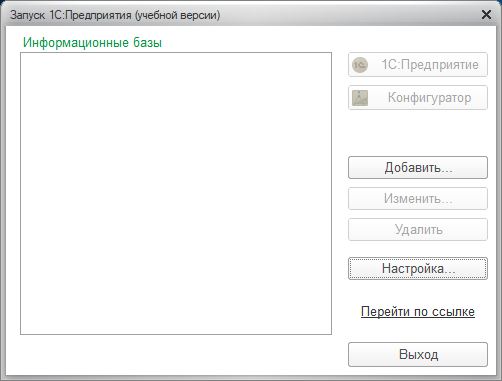 Запуск 1С:Предприятия (учебной версии)
Информационные базы
1С:Предприятие
Конфигуратор
Добавить...
Изменить...
Удалить
Настройка...
Перейти по ссылке
Выход